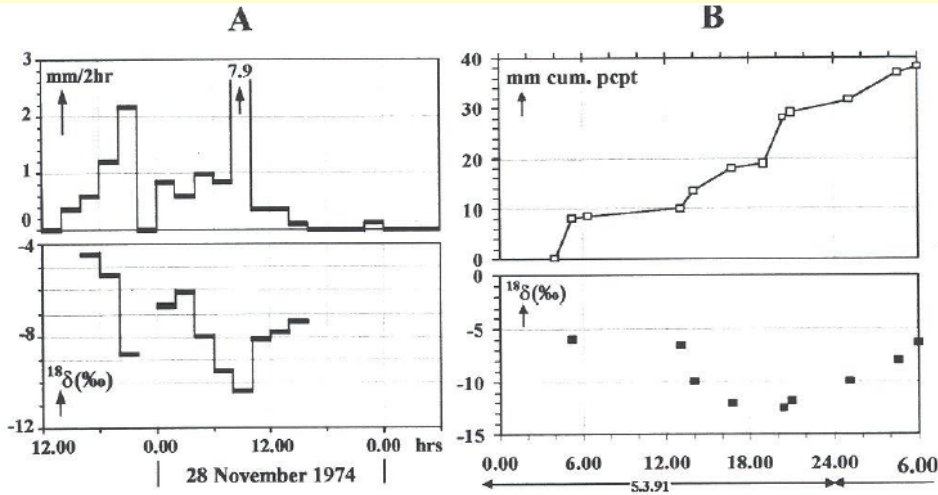 A
B
3
2
1
0
mm/2hr
7.9
-4
-8
-12
¹⁸δ(‰)
12.00 0.00 12.00 0.00 hrs
28 November 1974
40
30
20
10
0
mm cum. pcpt
0
-5
-10
-15
¹⁸δ(‰)
0.00 6.00 12.00 18.00 24.00 6.00
5.3.91